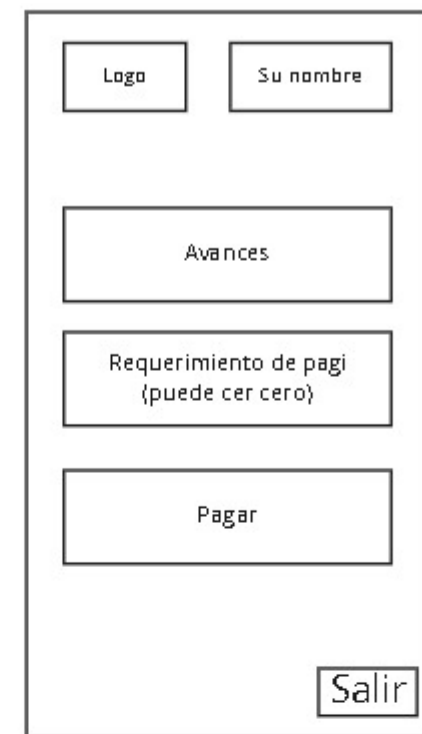 Logo
Su nombre
Avances
Requerimiento de pagi
(puede cer cero)
Pagar
Salir